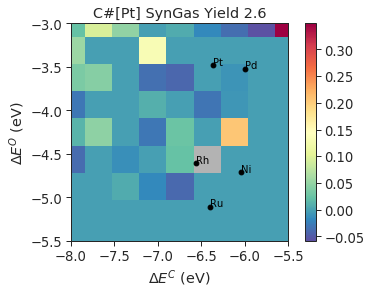 C#[Pt] SynGas Yield 2.6
−3.0
−3.5
−4.0
−4.5
−5.0
−5.5
ΔE^O (eV)
Pt
Pd
Rh
Ni
Ru
−8.0 −7.5 −7.0 −6.5 −6.0 −5.5
ΔE^C (eV)
0.30
0.25
0.20
0.15
0.10
0.05
0.00
−0.05